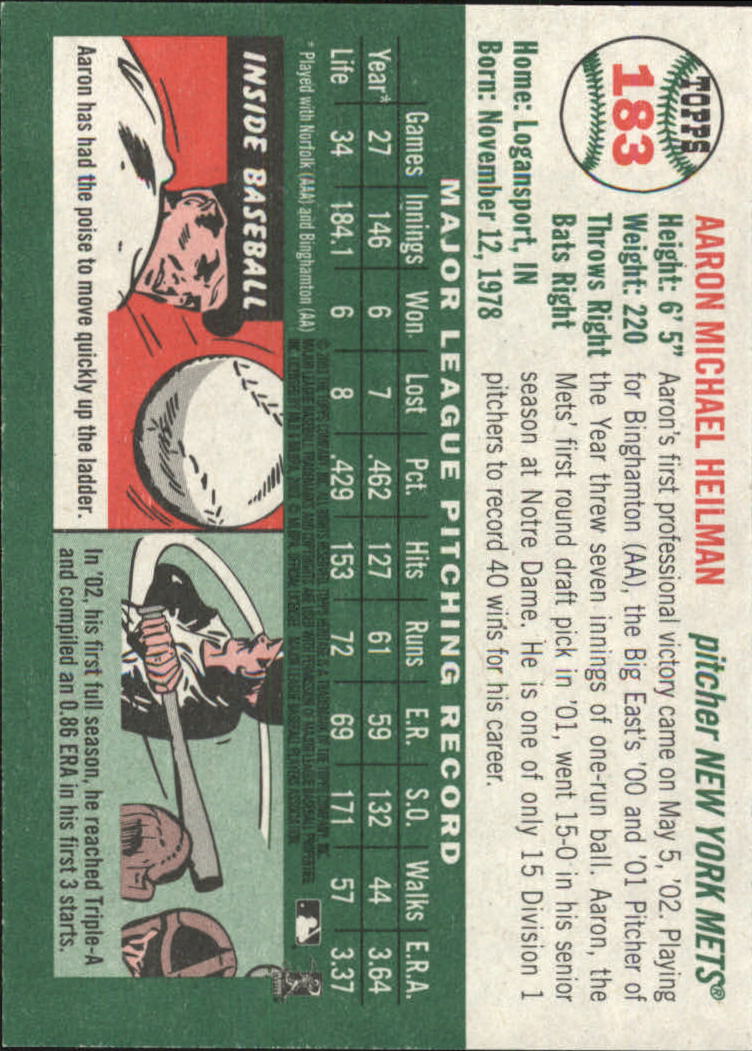 TOPPS
183
AARON MICHAEL HEILMAN pitcher NEW YORK METS®
Height: 6' 5"
Weight: 220
Throws Right
Bats Right
Home: Logansport, IN
Born: November 12, 1978
Aaron's first professional victory came on May 5, '02. Playing
for Binghamton (AA), the Big East's '00 and '01 Pitcher of
the Year threw seven innings of one-run ball. Aaron, the
Mets' first round draft pick in '01, went 15-0 in his senior
season at Notre Dame. He is one of only 15 Division 1
pitchers to record 40 wins for his career.
MAJOR LEAGUE PITCHING RECORD
Games Innings Won Lost Pct. Hits Runs E.R. S.O. Walks E.R.A.
Year* 27 146 6 7 .462 127 61 59 132 44 3.64
Life 34 184.1 6 8 .429 153 72 69 171 57 3.37
* Played with Norfolk (AAA) and Binghamton (AA)
INSIDE BASEBALL
Aaron has had the poise to move quickly up the ladder.
In '02, his first full season, he reached Triple-A
and compiled an 0.86 ERA in his first 3 starts.